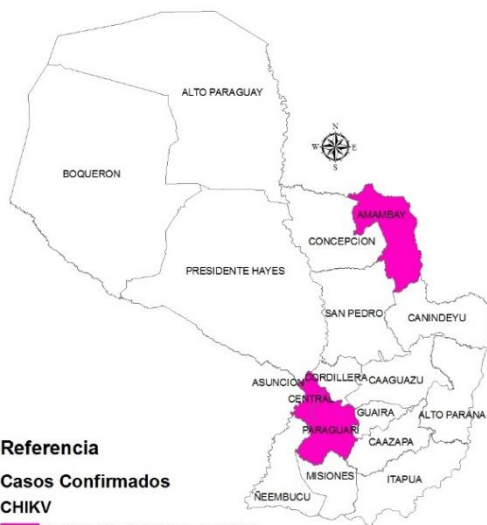 ALTO PARAGUAY
N
W E
S
BOQUERON
AMAMBAY
CONCEPCION
PRESIDENTE HAYES
SAN PEDRO
CANINDEYU
ASUNCION
CORDILLERA
CAAGUAZU
CENTRAL
GUAIRA
ALTO PARANA
PARAGUARI
CAAZAPA
MISIONES
ITAPUA
ÑEEMBUCU
Referencia
Casos Confirmados
CHIKV